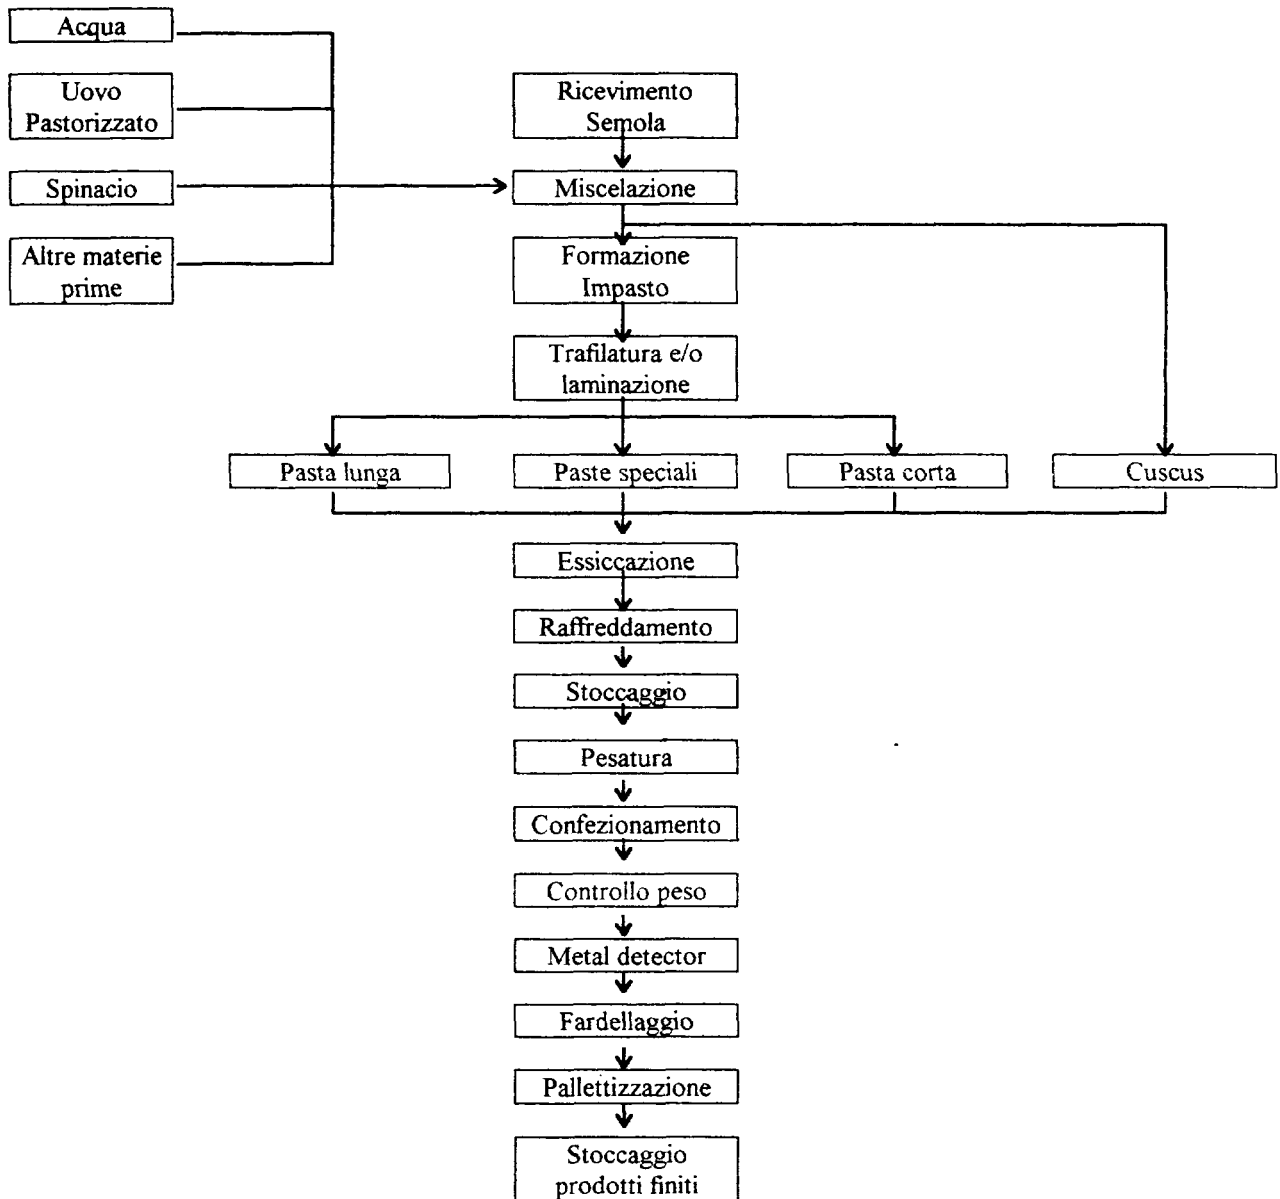 Acqua
Uovo
Pastorizzato
Spinacio
Altre materie
prime
Ricevimento
Semola
Miscelazione
Formazione
Impasto
Trafilatura e/o
laminazione
Pasta lunga
Paste speciali
Pasta corta
Cuscus
Essiccazione
Raffreddamento
Stoccaggio
Pesatura
Confezionamento
Controllo peso
Metal detector
Fardellaggio
Pallettizzazione
Stoccaggio
prodotti finiti